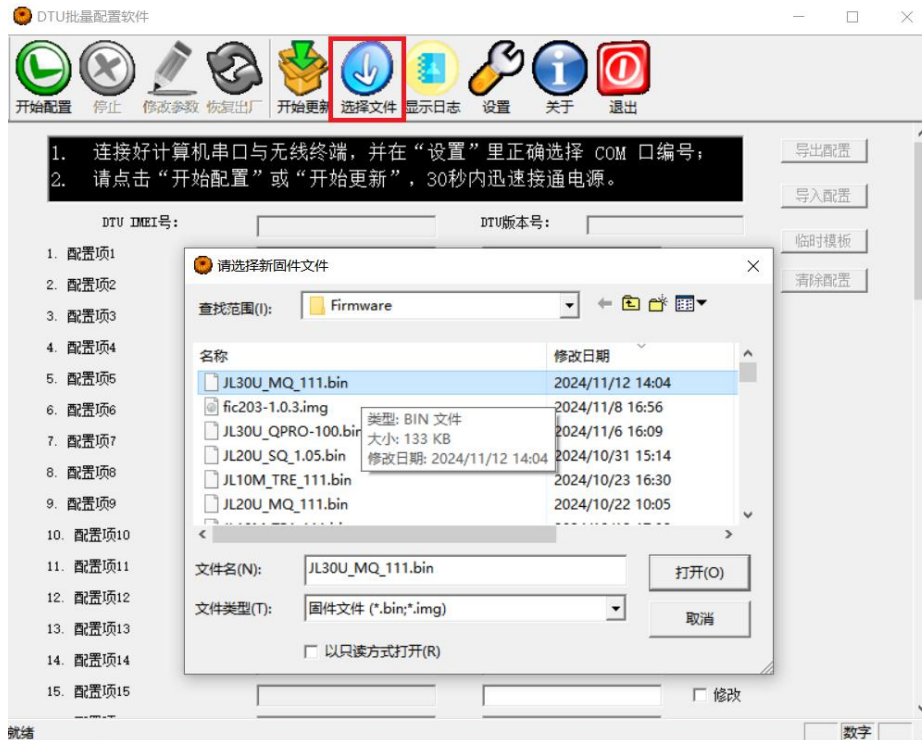 DTU批量配置软件
开始配置 停止 修改参数 恢复出厂 开始更新 选择文件 显示日志 设置 关于 退出
1. 连接好计算机串口与无线终端，并在“设置”里正确选择 COM 口编号；
2. 请点击“开始配置”或“开始更新”，30秒内迅速接通电源。
导出配置
导入配置
临时模板
清除配置
DTU IMEI号: DTU版本号:
1. 配置项1
2. 配置项2
3. 配置项3
4. 配置项4
5. 配置项5
6. 配置项6
7. 配置项7
8. 配置项8
9. 配置项9
10. 配置项10
11. 配置项11
12. 配置项12
13. 配置项13
14. 配置项14
15. 配置项15 修改
请选择新固件文件
查找范围(I): Firmware
名称 修改日期
JL30U_MQ_111.bin 2024/11/12 14:04
fic203-1.0.3.img 2024/11/8 16:56
JL30U_QPRO-100.bin 2024/11/6 16:09
JL20U_SQ_1.05.bin 2024/10/31 15:14
JL10M_TRE_111.bin 2024/10/23 16:30
JL20U_MQ_111.bin 2024/10/22 10:05
类型: BIN 文件
大小: 133 KB
修改日期: 2024/11/12 14:04
文件名(N): JL30U_MQ_111.bin 打开(O)
文件类型(T): 固件文件 (*.bin;*.img) 取消
以只读方式打开(R)
就绪 数字